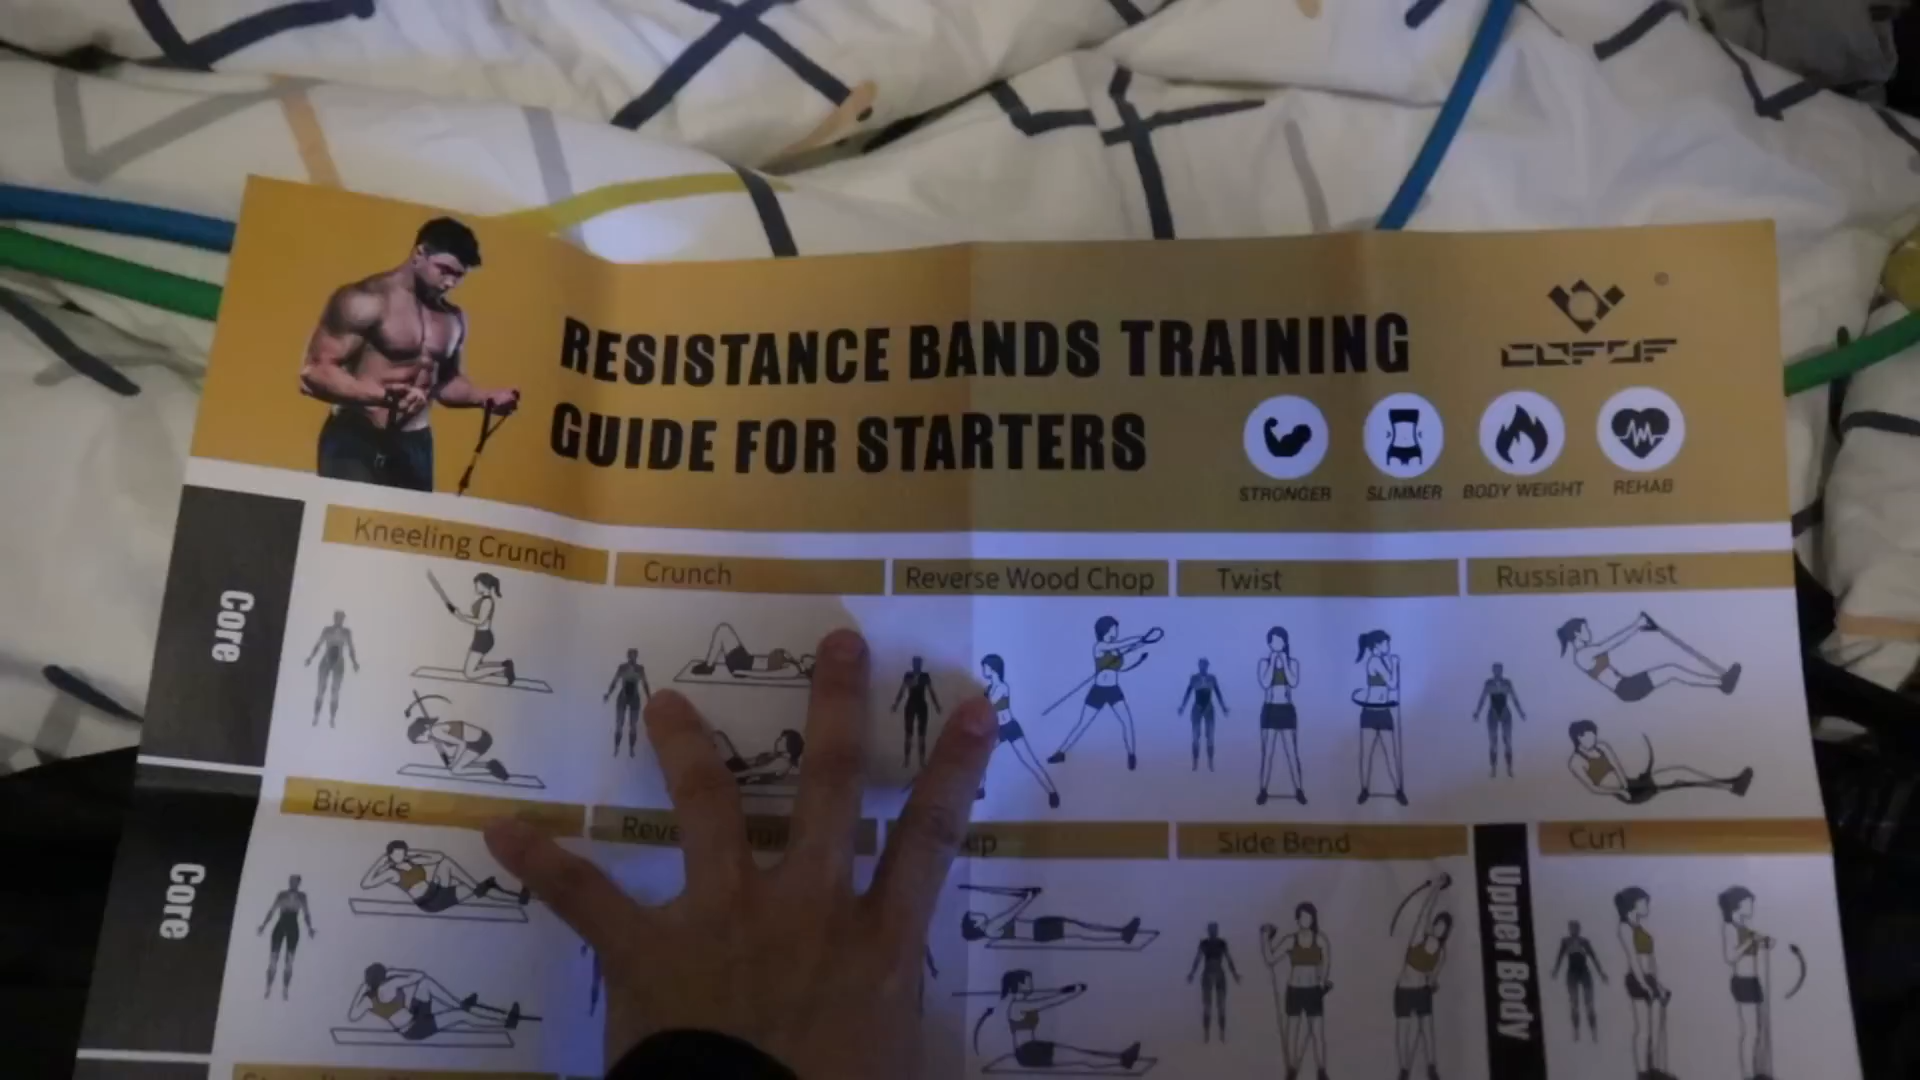 RESISTANCE BANDS TRAINING
GUIDE FOR STARTERS
®
COFOF
STRONGER
SLIMMER
BODY WEIGHT
REHAB
Core
Kneeling Crunch
Crunch
Reverse Wood Chop
Twist
Russian Twist
Core
Bicycle
Side Bend
Upper Body
Curl